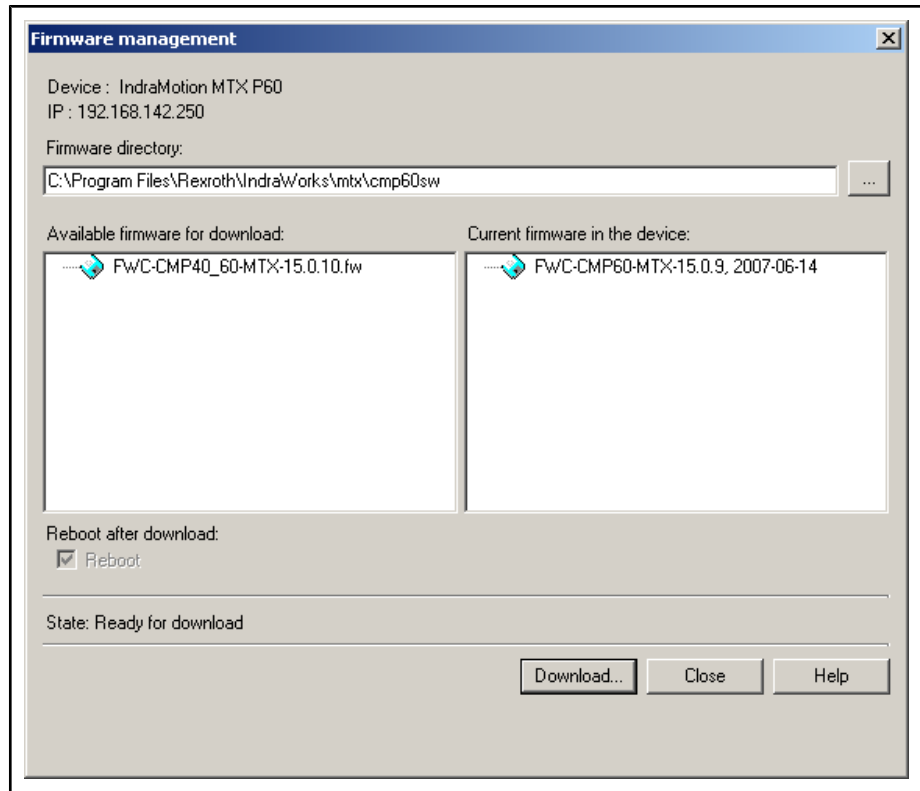 Firmware management
Device : IndraMotion MTX P60
IP : 192.168.142.250
Firmware directory:
C:\Program Files\Rexroth\IndraWorks\mtx\cmp60sw
...
Available firmware for download:
FWC-CMP40_60-MTX-15.0.10.fw
Current firmware in the device:
FWC-CMP60-MTX-15.0.9, 2007-06-14
Reboot after download:
Reboot
State: Ready for download
Download...
Close
Help